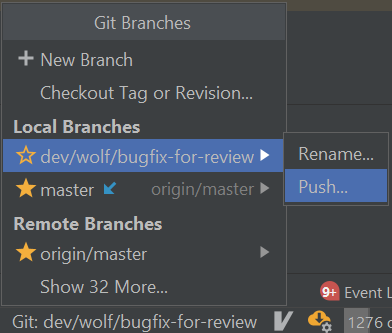 Git Branches
New Branch
Checkout Tag or Revision...
Local Branches
dev/wolf/bugfix-for-review
Rename...
master origin/master
Push...
Remote Branches
origin/master
Show 32 More...
9+ Event L
Git: dev/wolf/bugfix-for-review 1276